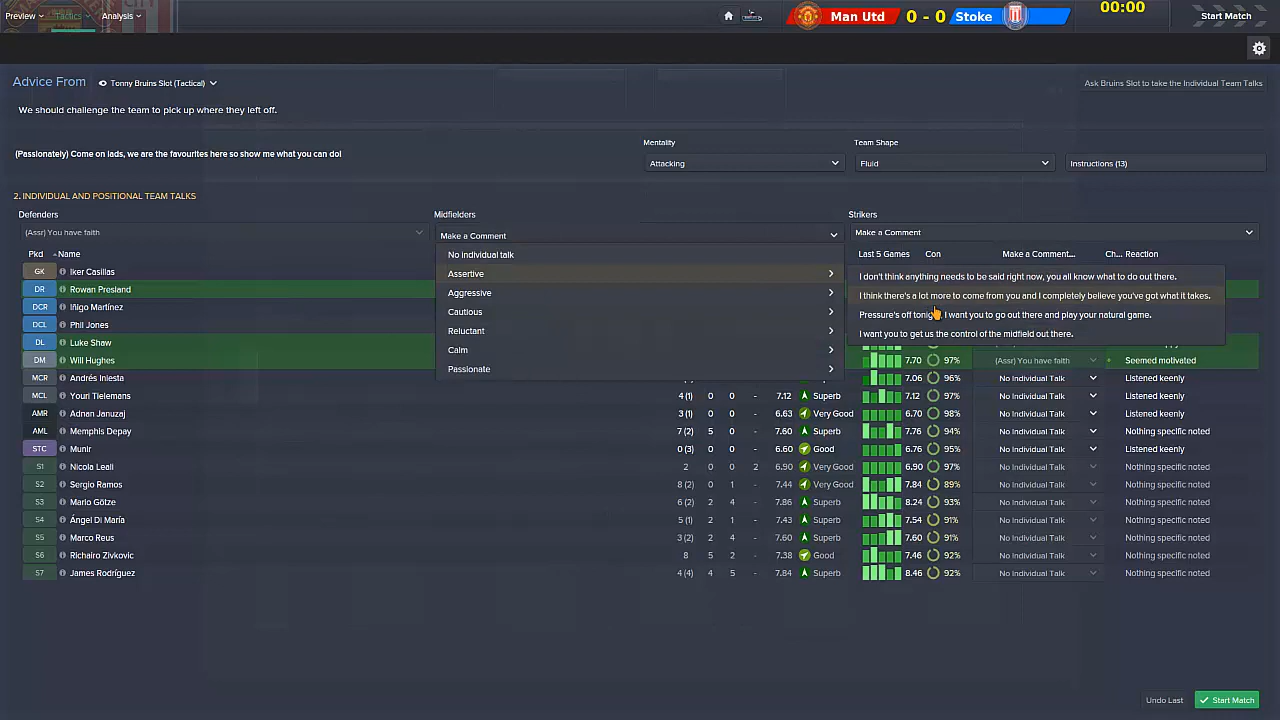 Preview Tactics Analysis Man Utd 0 - 0 Stoke 00:00 Start Match
Advice From Tonny Bruins Slot (Tactical) Ask Bruins Slot to take the Individual Team Talks
We should challenge the team to pick up where they left off.
Mentality Team Shape
(Passionately) Come on lads, we are the favourites here so show me what you can do!
Attacking Fluid Instructions (13)
2. INDIVIDUAL AND POSITIONAL TEAM TALKS
Defenders Midfielders Strikers
(Assr) You have faith Make a Comment Make a Comment
Pkd Name No individual talk Last 5 Games Con Make a Comment... Ch... Reaction
GK Iker Casillas Assertive I don't think anything needs to be said right now, you all know what to do out there.
DR Rowan Presland Aggressive I think there's a lot more to come from you and I completely believe you've got what it takes.
DCR Iñigo Martínez Cautious Pressure's off tonight, I want you to go out there and play your natural game.
DCL Phil Jones Reluctant I want you to get us the control of the midfield out there.
DL Luke Shaw Calm
DM Will Hughes Passionate 7.70 97% (Assr) You have faith Seemed motivated
MCR Andrés Iniesta 7.06 96% No Individual Talk Listened keenly
MCL Youri Tielemans 4 (1) 0 0 - 7.12 Superb 7.12 97% No Individual Talk Listened keenly
AMR Adnan Januzaj 3 (1) 0 0 - 6.63 Very Good 6.70 98% No Individual Talk Listened keenly
AML Memphis Depay 7 (2) 5 0 - 7.60 Superb 7.76 94% No Individual Talk Nothing specific noted
STC Munir 0 (3) 0 0 - 6.60 Good 6.76 95% No Individual Talk Listened keenly
S1 Nicola Leali 2 0 0 2 6.90 Very Good 6.90 97% No Individual Talk Nothing specific noted
S2 Sergio Ramos 8 (2) 0 1 - 7.44 Superb 7.84 89% No Individual Talk Nothing specific noted
S3 Mario Götze 6 (2) 2 4 - 7.86 Superb 8.24 93% No Individual Talk Nothing specific noted
S4 Ángel Di María 5 (1) 2 1 - 7.43 Superb 7.54 91% No Individual Talk Nothing specific noted
S5 Marco Reus 3 (2) 2 4 - 7.60 Superb 7.60 91% No Individual Talk Nothing specific noted
S6 Richairo Zivkovic 8 5 2 - 7.38 Good 7.46 92% No Individual Talk Nothing specific noted
S7 James Rodríguez 4 (4) 4 5 - 7.84 Superb 8.46 92% No Individual Talk Nothing specific noted
Undo Last Start Match